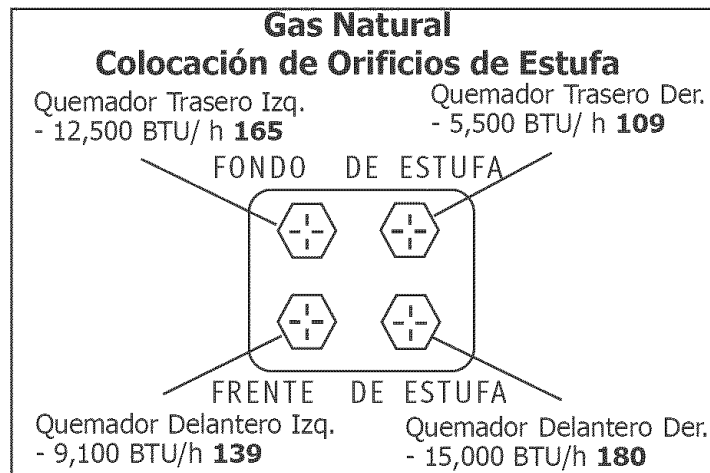 Gas Natural
Colocación de Orificios de Estufa
Quemador Trasero Izq.
- 12,500 BTU/ h 165
Quemador Trasero Der.
- 5,500 BTU/ h 109
FONDO DE ESTUFA
FRENTE DE ESTUFA
Quemador Delantero Izq.
- 9,100 BTU/h 139
Quemador Delantero Der.
- 15,000 BTU/h 180